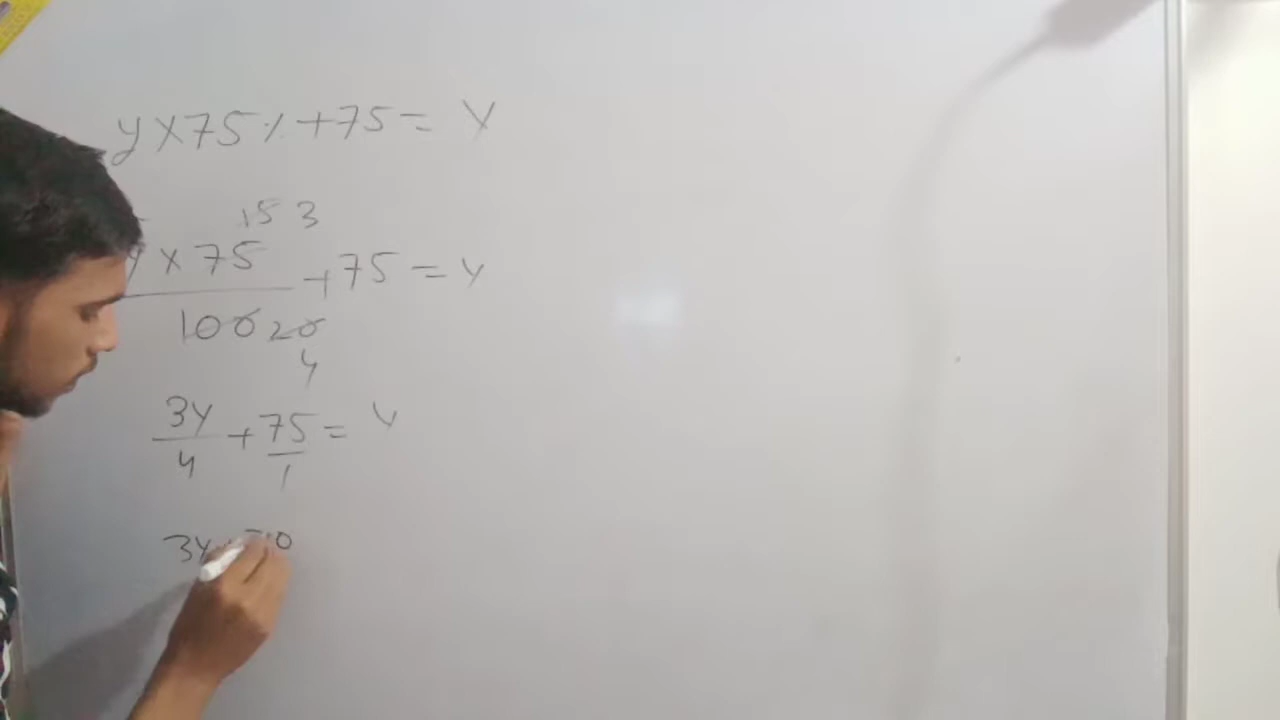 y x 75% + 75 = y
15 3
y x 75 + 75 = y
100 20
4
3y + 75 = y
4 1
3y